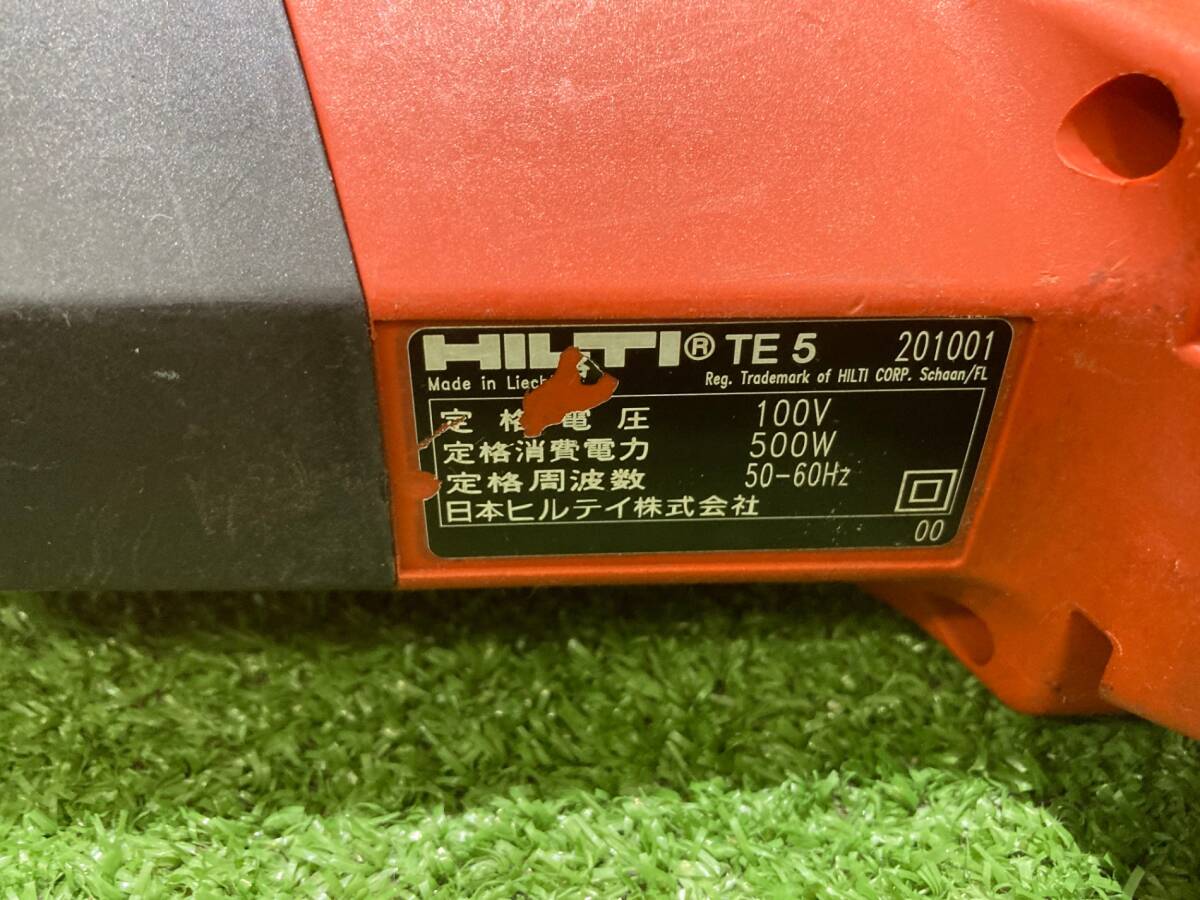 HILTI® TE 5 201001
Made in Reg. Trademark of HILTI CORP. Schaan/FL
定格電圧 100V
定格消費電力 500W
定格周波数 50-60Hz
日本ヒルテイ株式会社
00